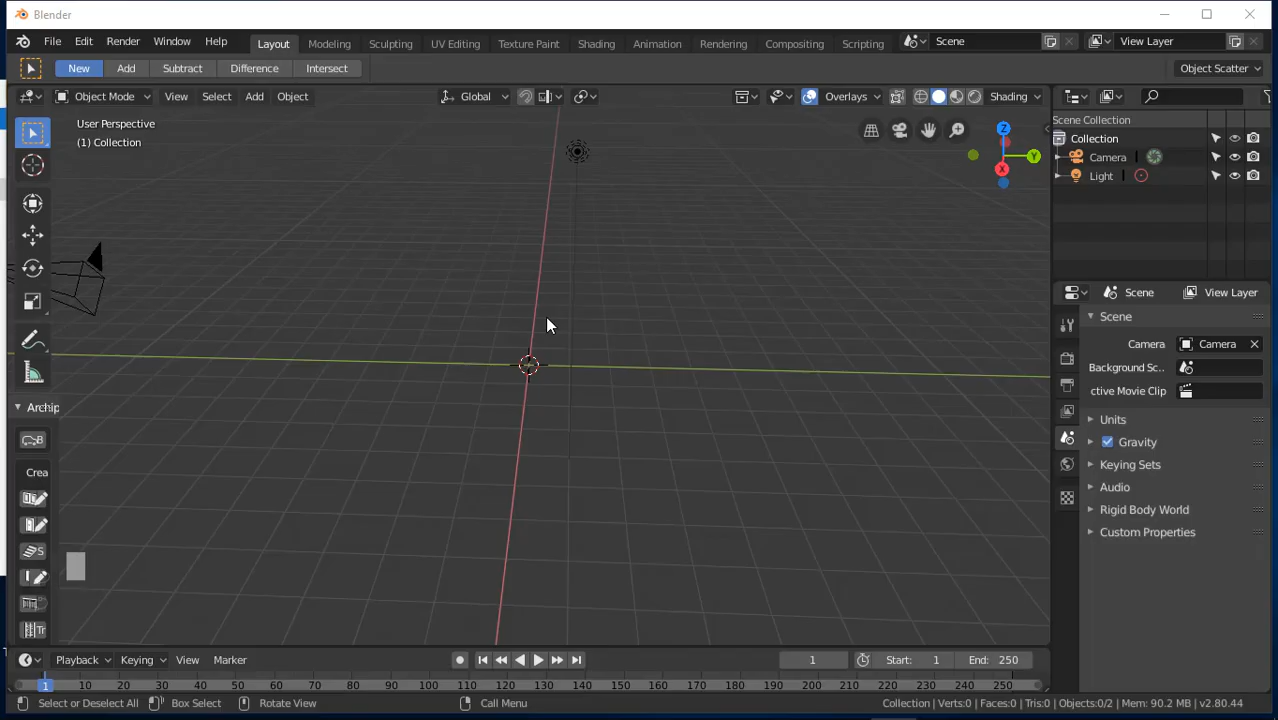 Blender
File Edit Render Window Help Layout Modeling Sculpting UV Editing Texture Paint Shading Animation Rendering Compositing Scripting Scene View Layer
New Add Subtract Difference Intersect Object Scatter
Object Mode View Select Add Object Global Overlays Shading
User Perspective
(1) Collection
Scene Collection
Collection
Camera
Light
Z
Y
X
Scene View Layer
Scene
Camera Camera
Background Sc..
ctive Movie Clip
Units
Gravity
Keying Sets
Audio
Rigid Body World
Custom Properties
Archip
B
Crea
S
Tr
Playback Keying View Marker 1 Start: 1 End: 250
1 10 20 30 40 50 60 70 80 90 100 110 120 130 140 150 160 170 180 190 200 210 220 230 240 250
Select or Deselect All Box Select Rotate View Call Menu Collection | Verts:0 | Faces:0 | Tris:0 | Objects:0/2 | Mem: 90.2 MB | v2.80.44